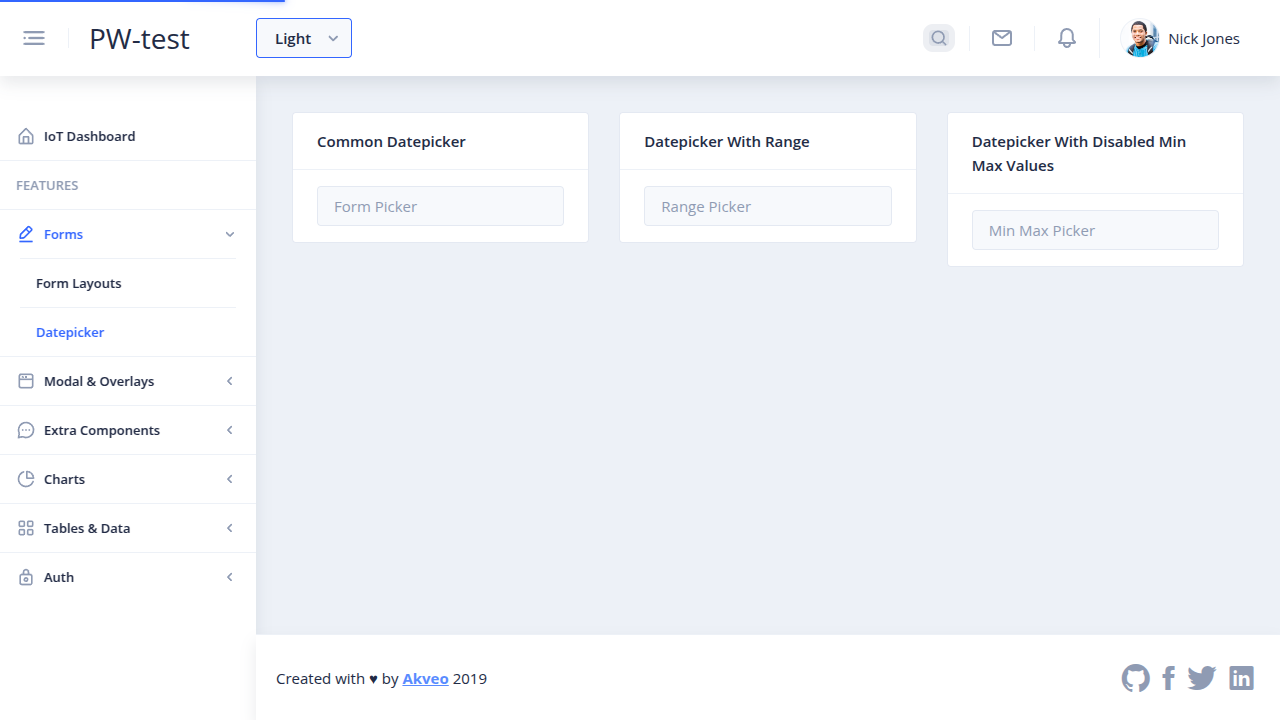 PW-test
Light
Nick Jones
IoT Dashboard
FEATURES
Forms
Form Layouts
Datepicker
Modal & Overlays
Extra Components
Charts
Tables & Data
Auth
Common Datepicker
Form Picker
Datepicker With Range
Range Picker
Datepicker With Disabled Min
Max Values
Min Max Picker
Created with ♥ by Akveo 2019